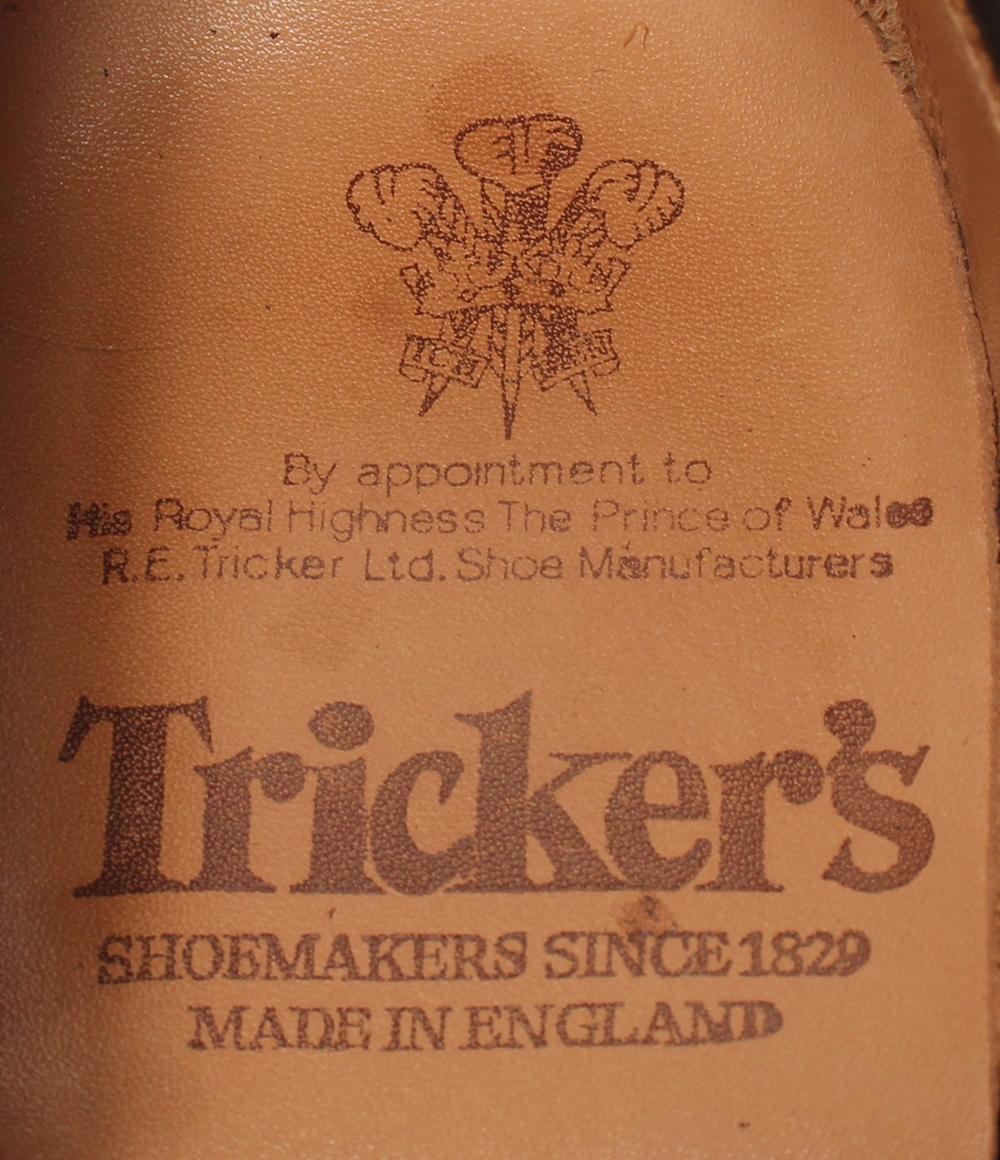 By appointment to
His Royal Highness The Prince of Wales
R.E. Tricker Ltd. Shoe Manufacturers
Tricker's
SHOEMAKERS SINCE 1829
MADE IN ENGLAND